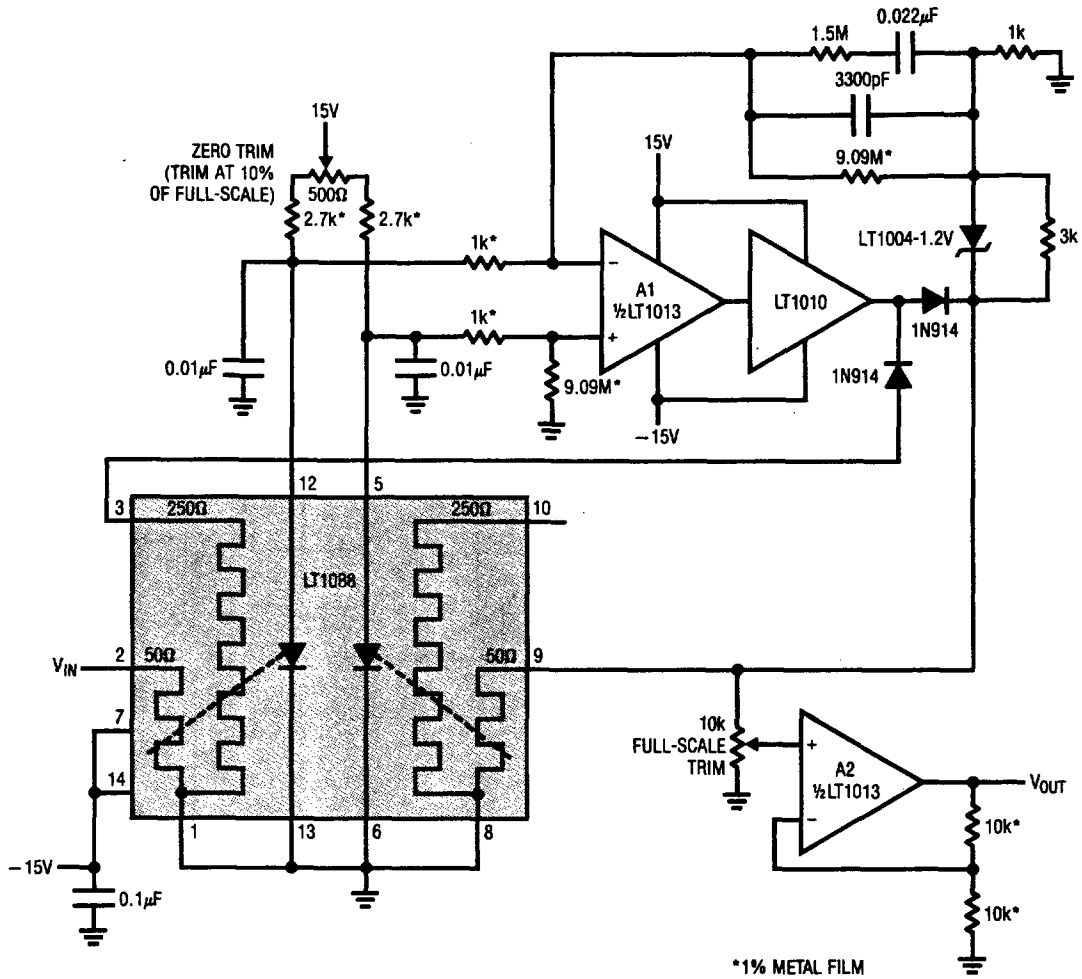 0.022µF
1.5M
1k
3300pF
15V
ZERO TRIM
(TRIM AT 10%
OF FULL-SCALE)
500Ω
15V
9.09M*
2.7k*
2.7k*
LT1004-1.2V
3k
1k*
−
A1
½LT1013
LT1010
1k*
+
1N914
0.01µF
0.01µF
9.09M*
1N914
−15V
12
5
3
250Ω
250Ω
10
LT1088
VIN
2
50Ω
50Ω
9
7
10k
FULL-SCALE
TRIM
+
A2
½LT1013
−
VOUT
14
10k*
1
13
6
8
−15V
0.1µF
10k*
*1% METAL FILM